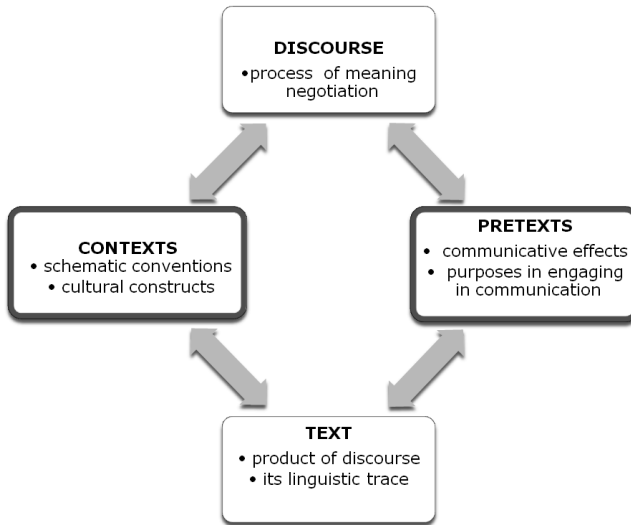 DISCOURSE
•process of meaning
negotiation
CONTEXTS
• schematic conventions
• cultural constructs
PRETEXTS
• communicative effects
• purposes in engaging
in communication
TEXT
• product of discourse
• its linguistic trace